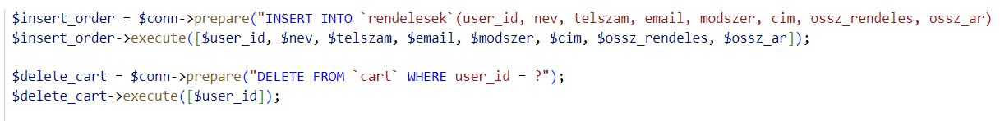 $insert_order = $conn->prepare("INSERT INTO `rendelesek`(user_id, nev, telszam, email, modszer, cim, ossz_rendeles, ossz_ar)
$insert_order->execute([$user_id, $nev, $telszam, $email, $modszer, $cim, $ossz_rendeles, $ossz_ar]);
$delete_cart = $conn->prepare("DELETE FROM `cart` WHERE user_id = ?");
$delete_cart->execute([$user_id]);